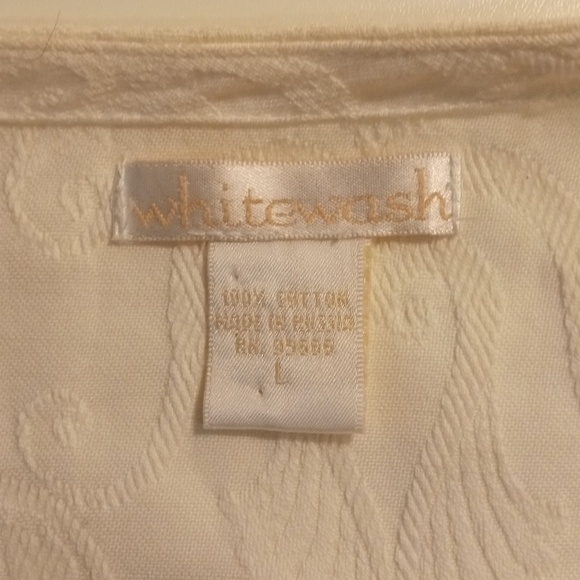 whitewash
100% COTTON
MADE IN RUSSIA
RN:
L